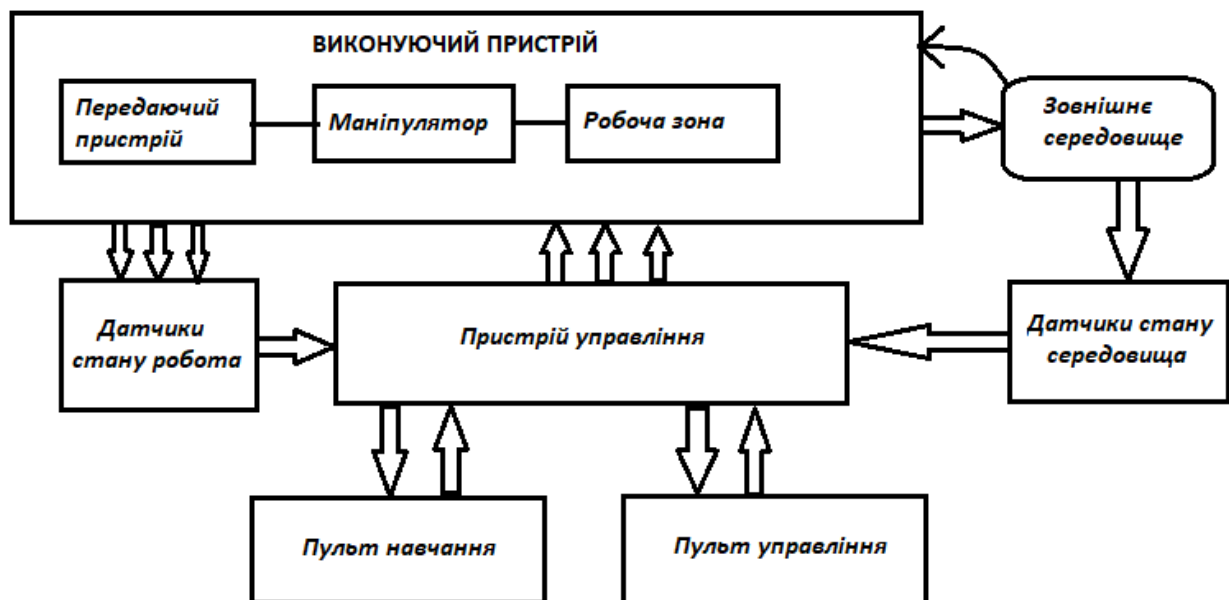 ВИКОНУЮЧИЙ ПРИСТРІЙ
Передаючий
пристрій
Маніпулятор
Робоча зона
Зовнішнє
середовище
Датчики
стану робота
Пристрій управління
Датчики стану
середовища
Пульт навчання
Пульт управління